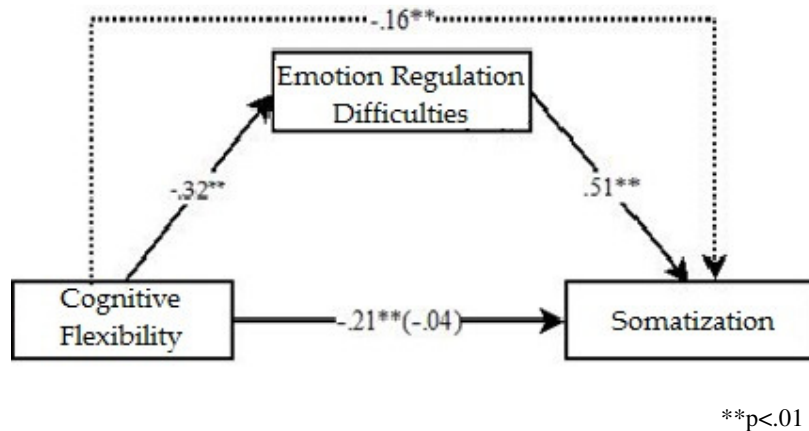 -.16**
Emotion Regulation
Difficulties
-.32**
.51**
Cognitive
Flexibility
-.21**(-.04)
Somatization
**p<.01